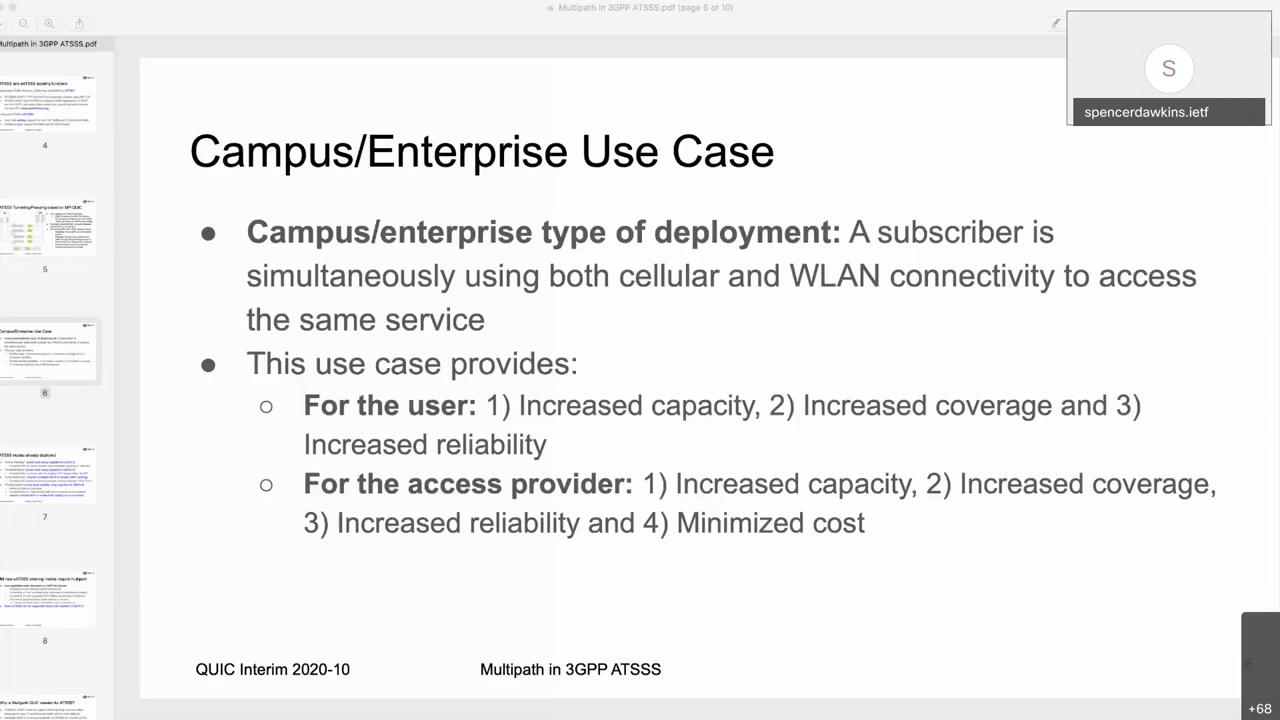 Multipath in 3GPP ATSSS.pdf (page 6 of 10)
Multipath in 3GPP ATSSS.pdf
S
spencerdawkins.ietf
4
5
6
7
8
Campus/Enterprise Use Case
● Campus/enterprise type of deployment: A subscriber is
simultaneously using both cellular and WLAN connectivity to access
the same service
● This use case provides:
○ For the user: 1) Increased capacity, 2) Increased coverage and 3)
Increased reliability
○ For the access provider: 1) Increased capacity, 2) Increased coverage,
3) Increased reliability and 4) Minimized cost
QUIC Interim 2020-10
Multipath in 3GPP ATSSS
+68